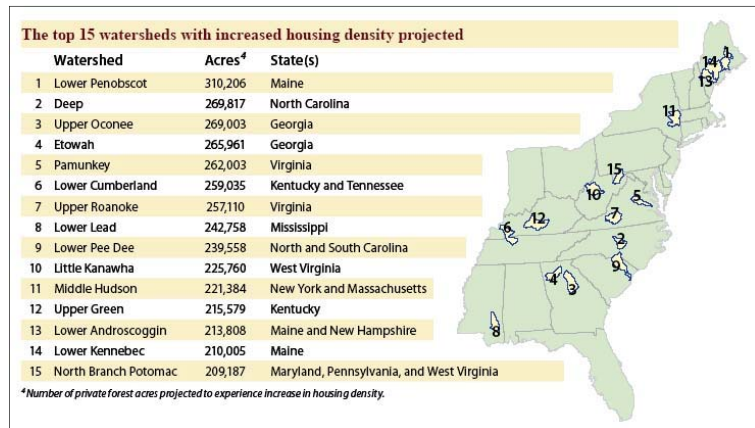 The top 15 watersheds with increased housing density projected
Watershed Acres4 State(s)
1 Lower Penobscot 310,206 Maine
2 Deep 269,817 North Carolina
3 Upper Oconee 269,003 Georgia
4 Etowah 265,961 Georgia
5 Pamunkey 262,003 Virginia
6 Lower Cumberland 259,035 Kentucky and Tennessee
7 Upper Roanoke 257,110 Virginia
8 Lower Lead 242,758 Mississippi
9 Lower Pee Dee 239,558 North and South Carolina
10 Little Kanawha 225,760 West Virginia
11 Middle Hudson 221,384 New York and Massachusetts
12 Upper Green 215,579 Kentucky
13 Lower Androscoggin 213,808 Maine and New Hampshire
14 Lower Kennebec 210,005 Maine
15 North Branch Potomac 209,187 Maryland, Pennsylvania, and West Virginia
4Number of private forest acres projected to experience increase in housing density.
1
14
13
11
15
10
5
7
12
6
2
9
4
3
8